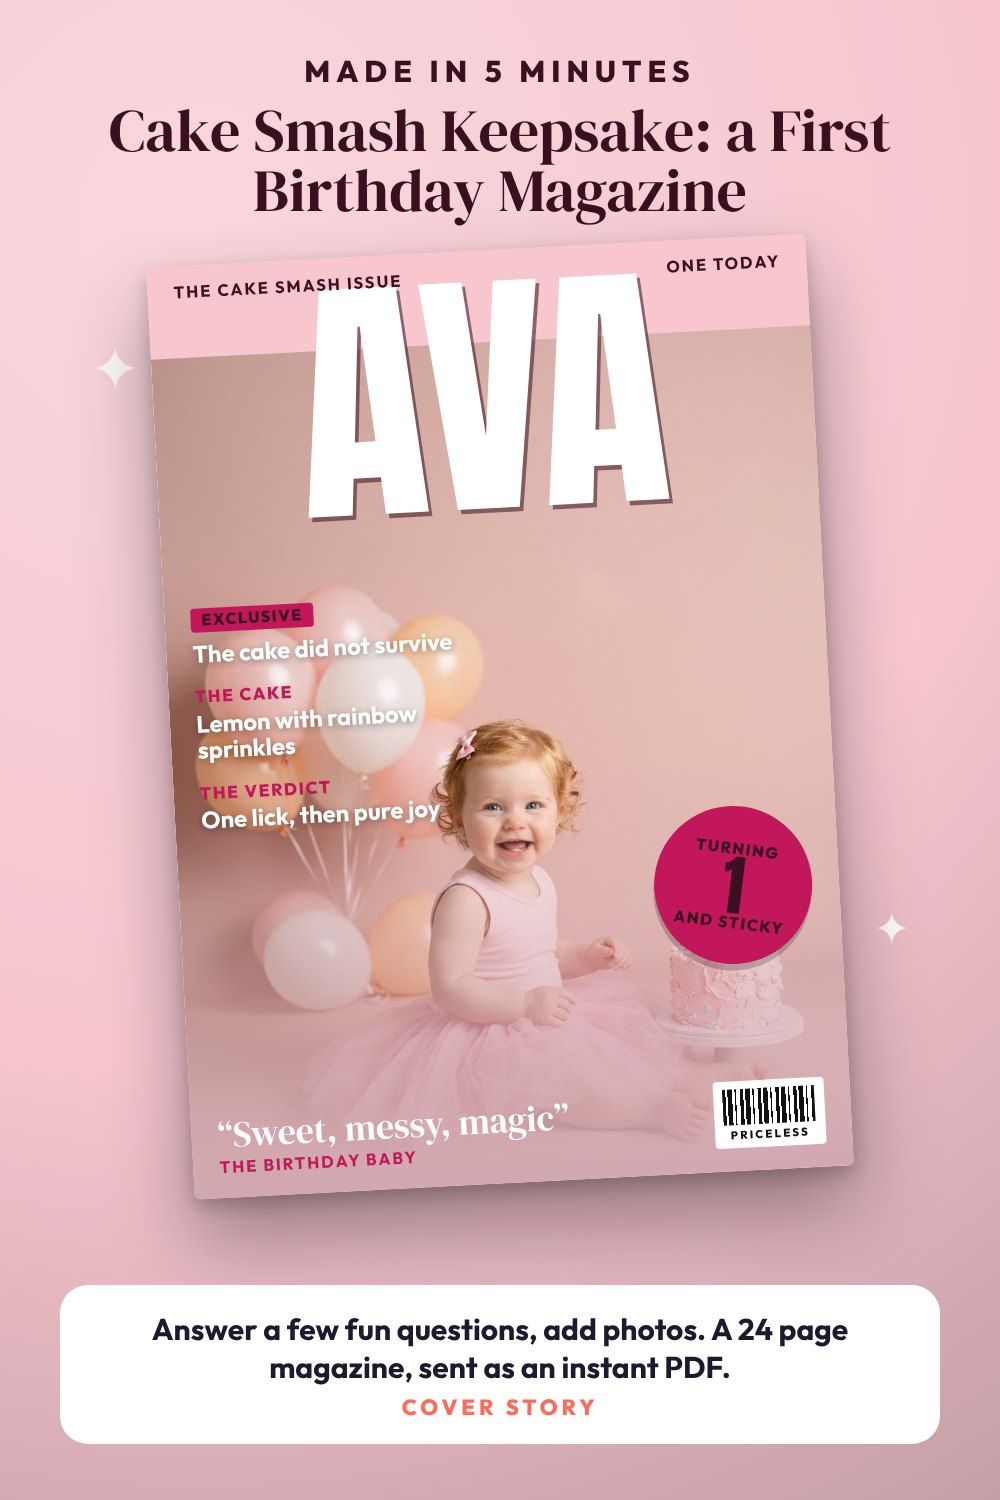 MADE IN 5 MINUTES
Cake Smash Keepsake: a First
Birthday Magazine
THE CAKE SMASH ISSUE
ONE TODAY
AVA
EXCLUSIVE
The cake did not survive
THE CAKE
Lemon with rainbow
sprinkles
THE VERDICT
One lick, then pure joy
TURNING
1
AND STICKY
“Sweet, messy, magic”
THE BIRTHDAY BABY
PRICELESS
Answer a few fun questions, add photos. A 24 page
magazine, sent as an instant PDF.
COVER STORY